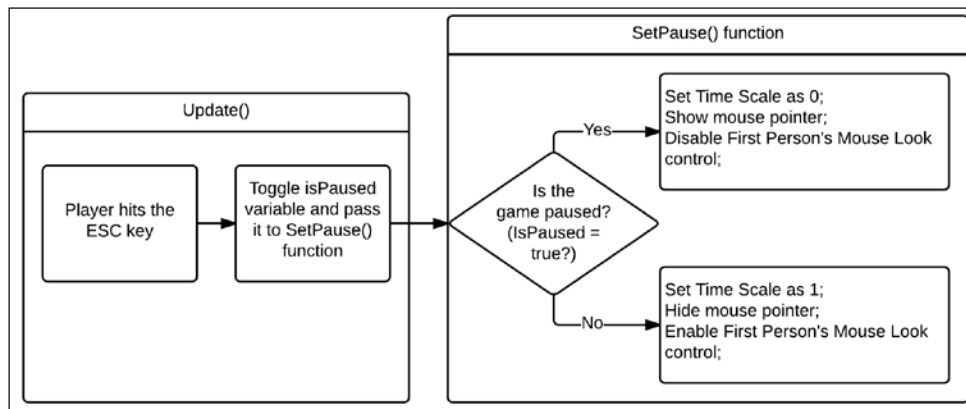 Update()
Player hits the
ESC key
Toggle isPaused
variable and pass
it to SetPause()
function
SetPause() function
Is the
game paused?
(IsPaused =
true?)
Yes
Set Time Scale as 0;
Show mouse pointer;
Disable First Person's Mouse Look
control;
No
Set Time Scale as 1;
Hide mouse pointer;
Enable First Person's Mouse Look
control;